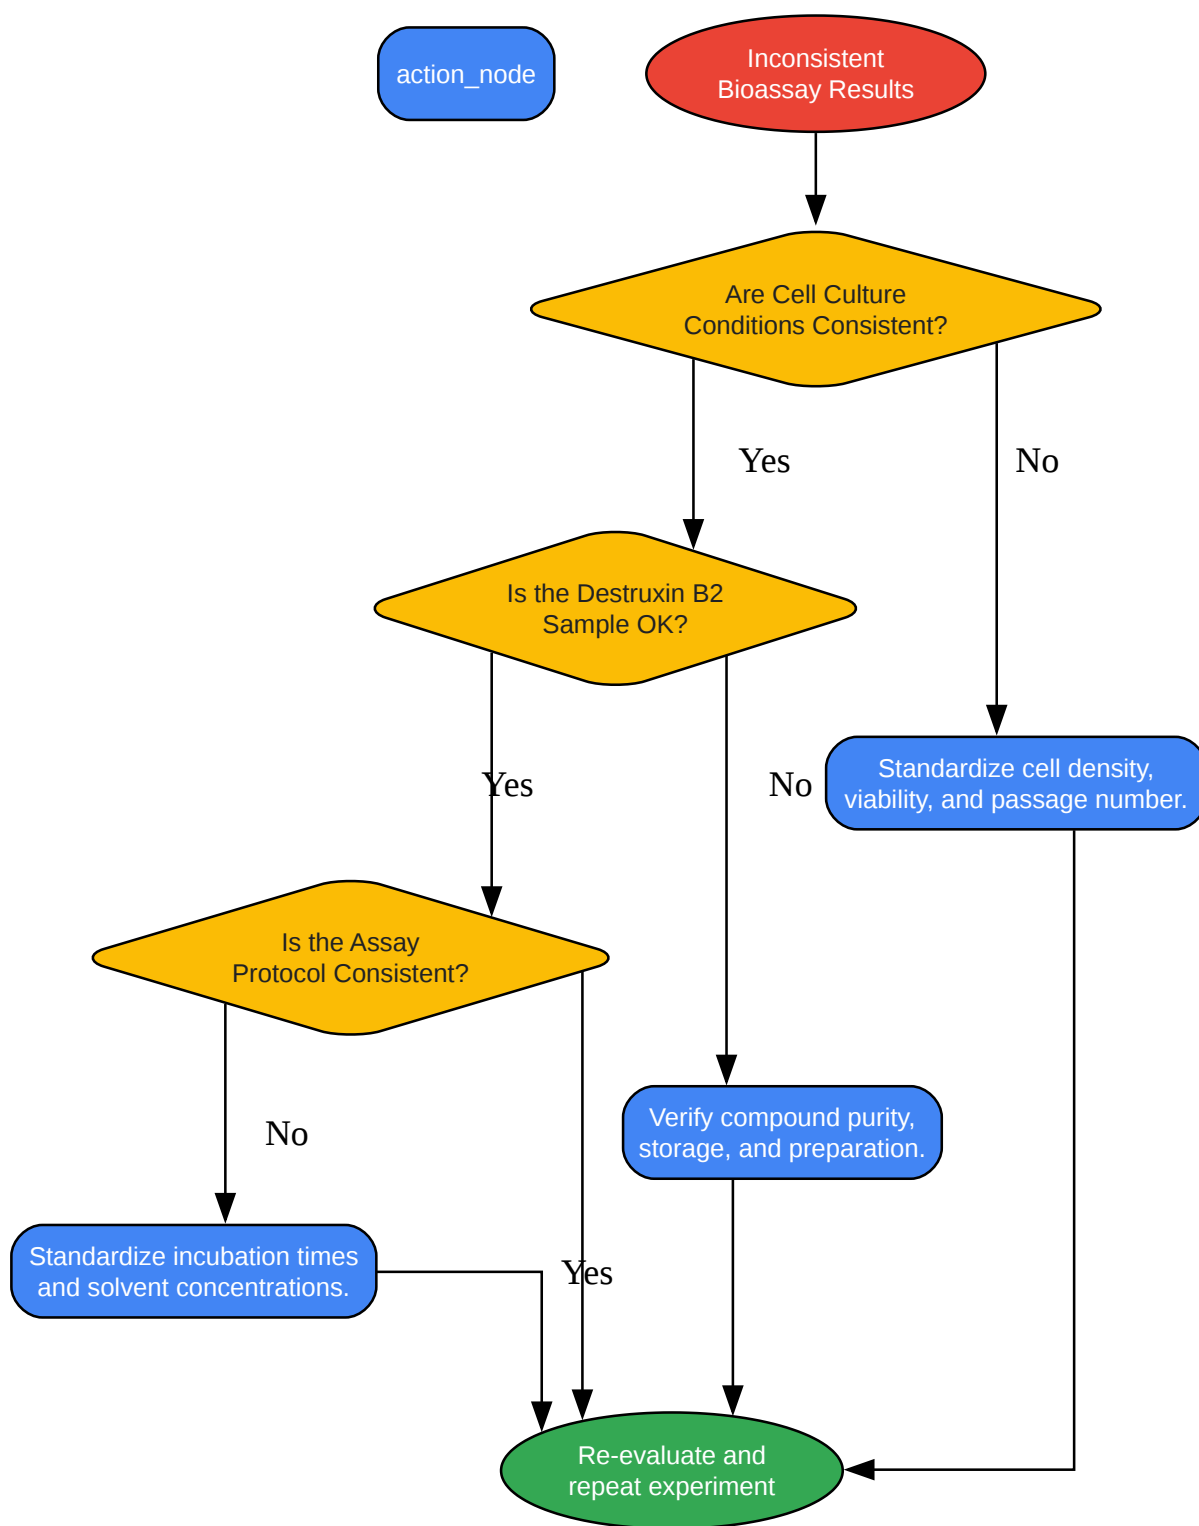 action_node
Inconsistent
Bioassay Results
Are Cell Culture
Conditions Consistent?
Yes
No
Is the Destruxin B2
Sample OK?
Yes
No
Standardize cell density,
viability, and passage number.
Is the Assay
Protocol Consistent?
No
Verify compound purity,
storage, and preparation.
Standardize incubation times
and solvent concentrations.
Yes
Re-evaluate and
repeat experiment